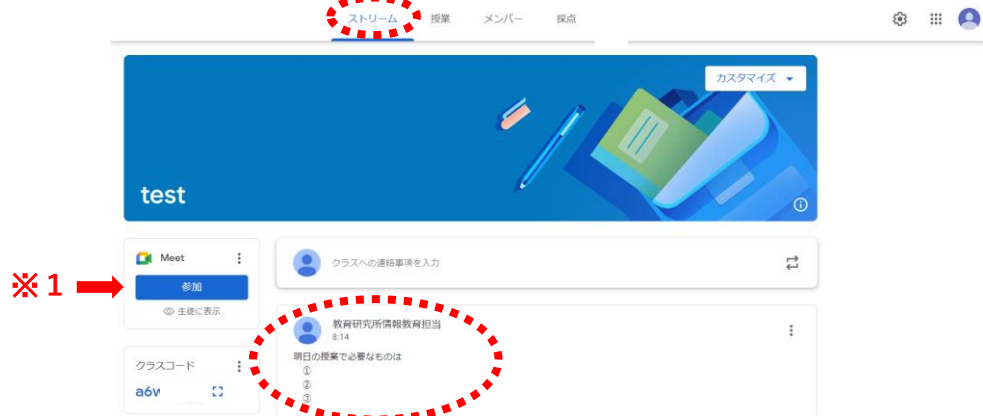 ストリーム 授業 メンバー 採点
カスタマイズ
test
Meet
クラスへの連絡事項を入力
※1
参加
生徒に表示
教育研究所情報教育担当
8:14
明日の授業で必要なものは
①
②
③
クラスコード
a6w